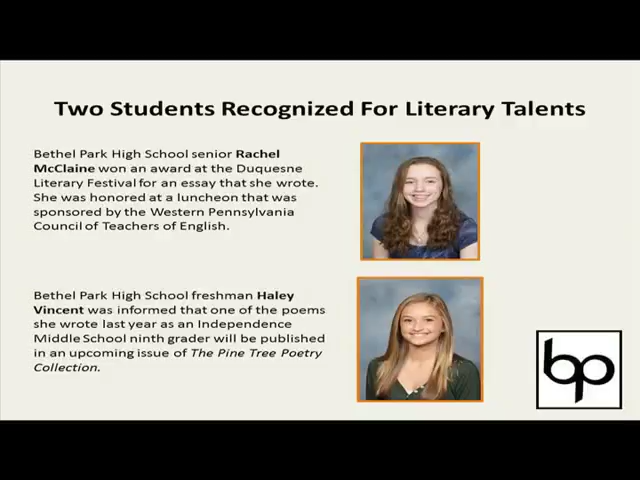 Two Students Recognized For Literary Talents
Bethel Park High School senior Rachel
McClaine won an award at the Duquesne
Literary Festival for an essay that she wrote.
She was honored at a luncheon that was
sponsored by the Western Pennsylvania
Council of Teachers of English.
Bethel Park High School freshman Haley
Vincent was informed that one of the poems
she wrote last year as an Independence
Middle School ninth grader will be published
in an upcoming issue of The Pine Tree Poetry
Collection.
bp